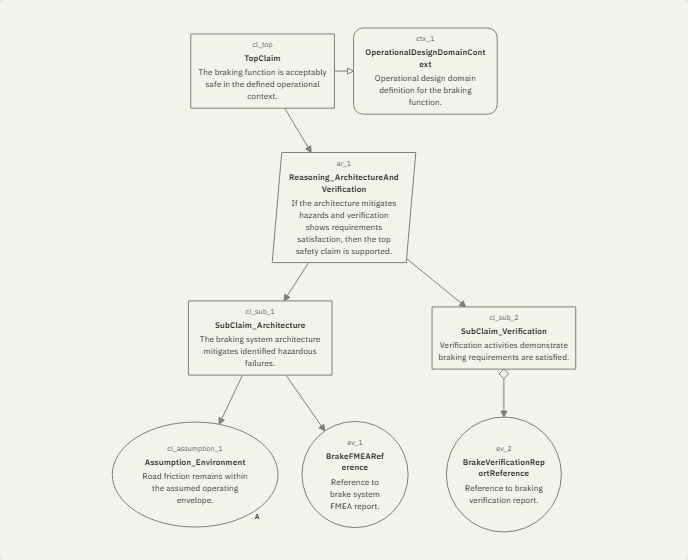 cl_top
TopClaim
The braking function is acceptably
safe in the defined operational
context.
ctx_1
OperationalDesignDomainCont
ext
Operational design domain
definition for the braking
function.
ar_1
Reasoning_ArchitectureAnd
Verification
If the architecture mitigates
hazards and verification
shows requirements
satisfaction, then the top
safety claim is supported.
cl_sub_1
SubClaim_Architecture
The braking system architecture
mitigates identified hazardous
failures.
cl_sub_2
SubClaim_Verification
Verification activities demonstrate
braking requirements are satisfied.
cl_assumption_1
Assumption_Environment
Road friction remains within
the assumed operating
envelope.
A
ev_1
BrakeFMEARef
erence
Reference to
brake system
FMEA report.
ev_2
BrakeVerificationRep
ortReference
Reference to braking
verification report.